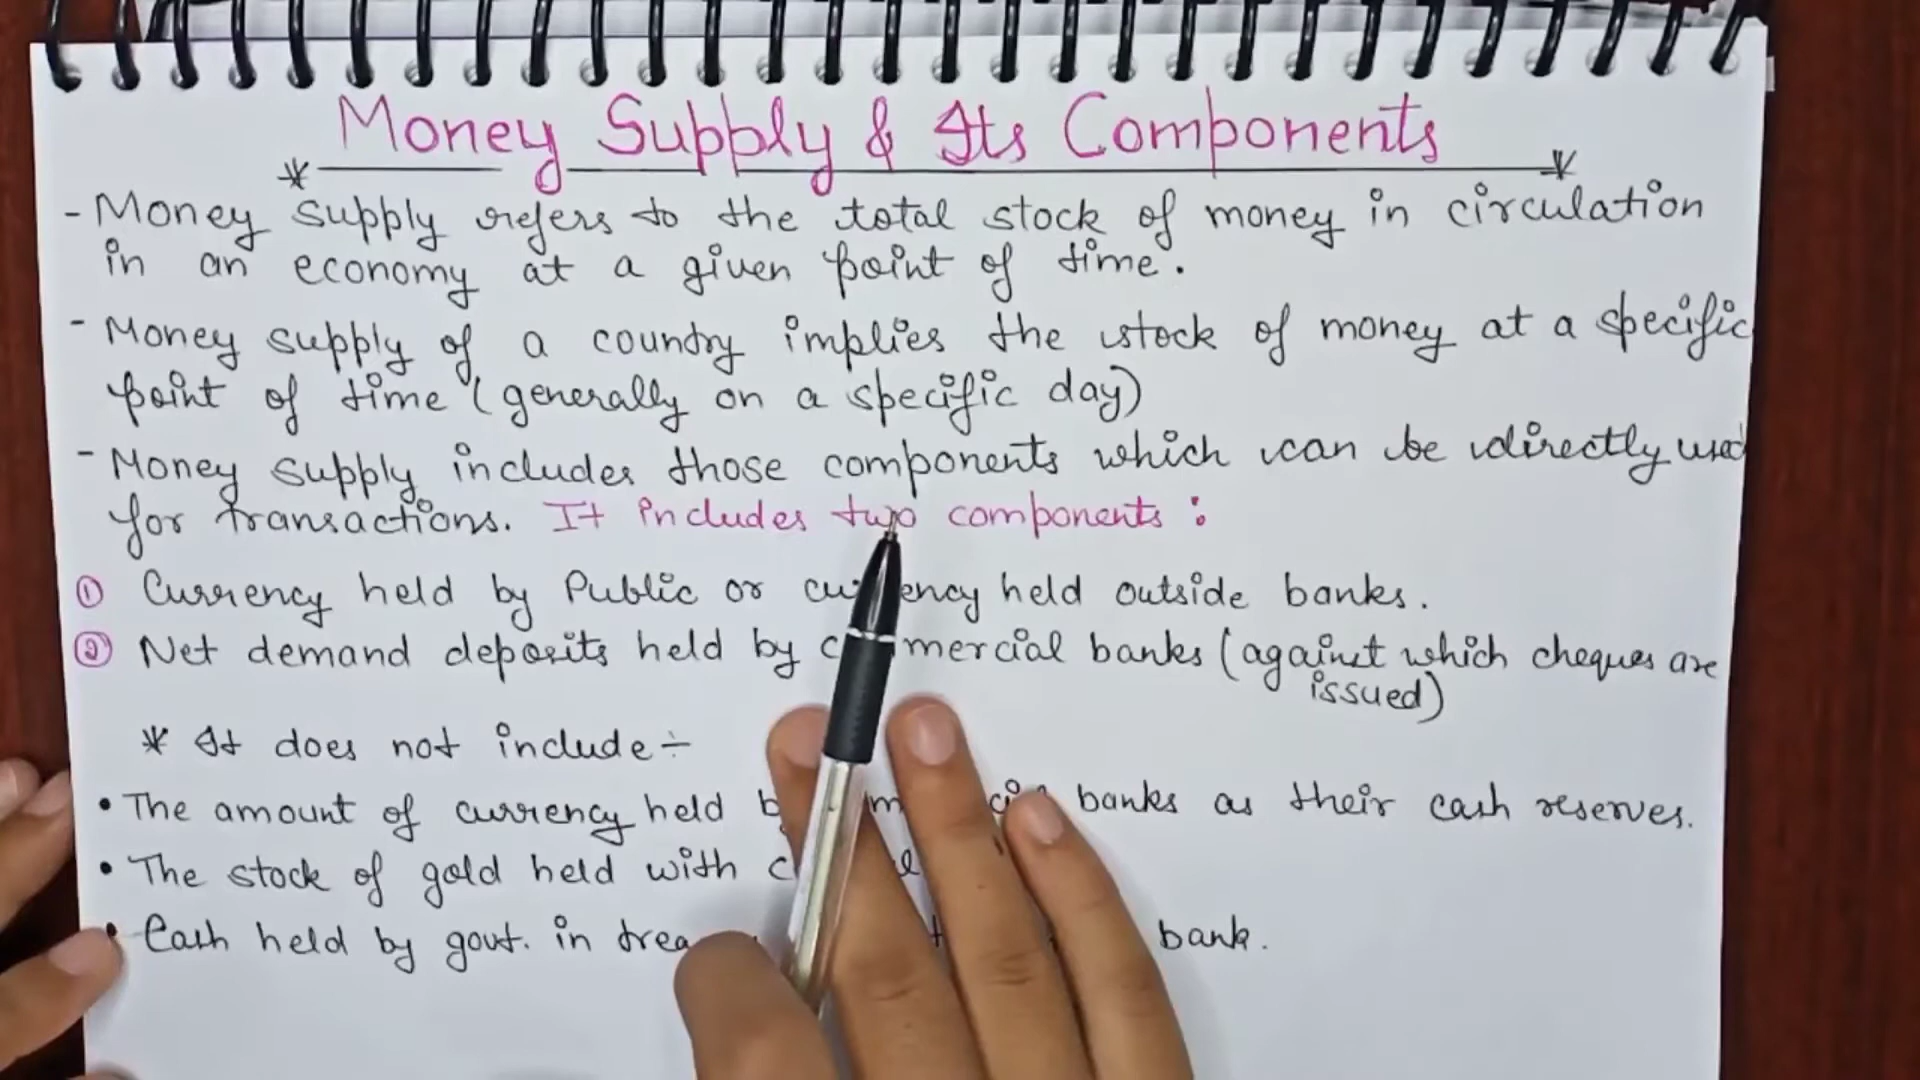 Money Supply & Its Components
- Money supply refers to the total stock of money in circulation
in an economy at a given point of time.
- Money supply of a country implies the stock of money at a specific
point of time (generally on a specific day)
- Money supply includes those components which can be directly used
for transactions. It includes two components :
① Currency held by Public or currency held outside banks.
② Net demand deposits held by commercial banks (against which cheques are
issued)
* It does not include ÷
• The amount of currency held banks as their cash reserves.
• The stock of gold held with
• Cash held by govt. in bank.